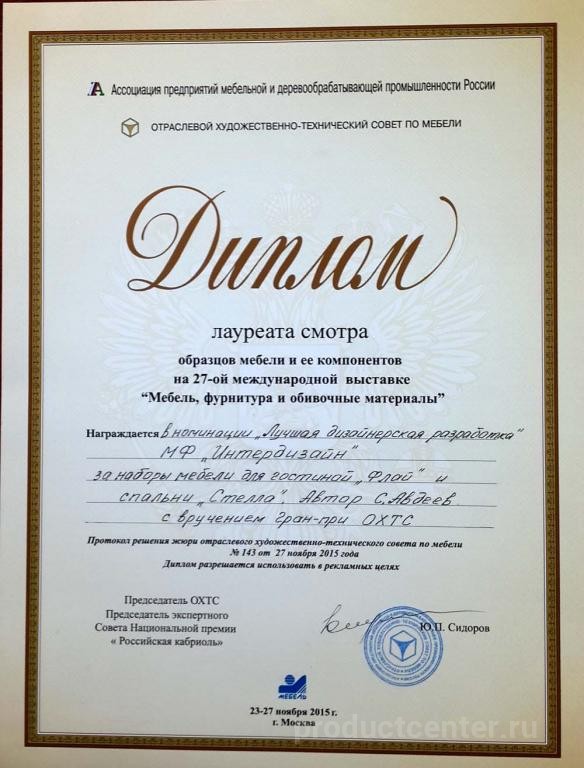 Ассоциация предприятий мебельной и деревообрабатывающей промышленности России
ОТРАСЛЕВОЙ ХУДОЖЕСТВЕННО-ТЕХНИЧЕСКИЙ СОВЕТ ПО МЕБЕЛИ
Диплом
лауреата смотра
образцов мебели и ее компонентов
на 27-ой международной выставке
“Мебель, фурнитура и обивочные материалы”
Награждается в номинации „Лучшая дизайнерская разработка"
МФ „Интердизайн"
за наборы мебели для гостиной „Флай" и
спальни „Стелла". Автор С.Авдеев
с вручением Гран-при ОХТС
Протокол решения жюри отраслевого художественно-технического совета по мебели
№ 143 от 27 ноября 2015 года
Диплом разрешается использовать в рекламных целях
Председатель ОХТС
Председатель экспертного
Совета Национальной премии
« Российская кабриоль»
Ю.П. Сидоров
МЕБЕЛЬ
23-27 ноября 2015 г.
г. Москва
productcenter.ru